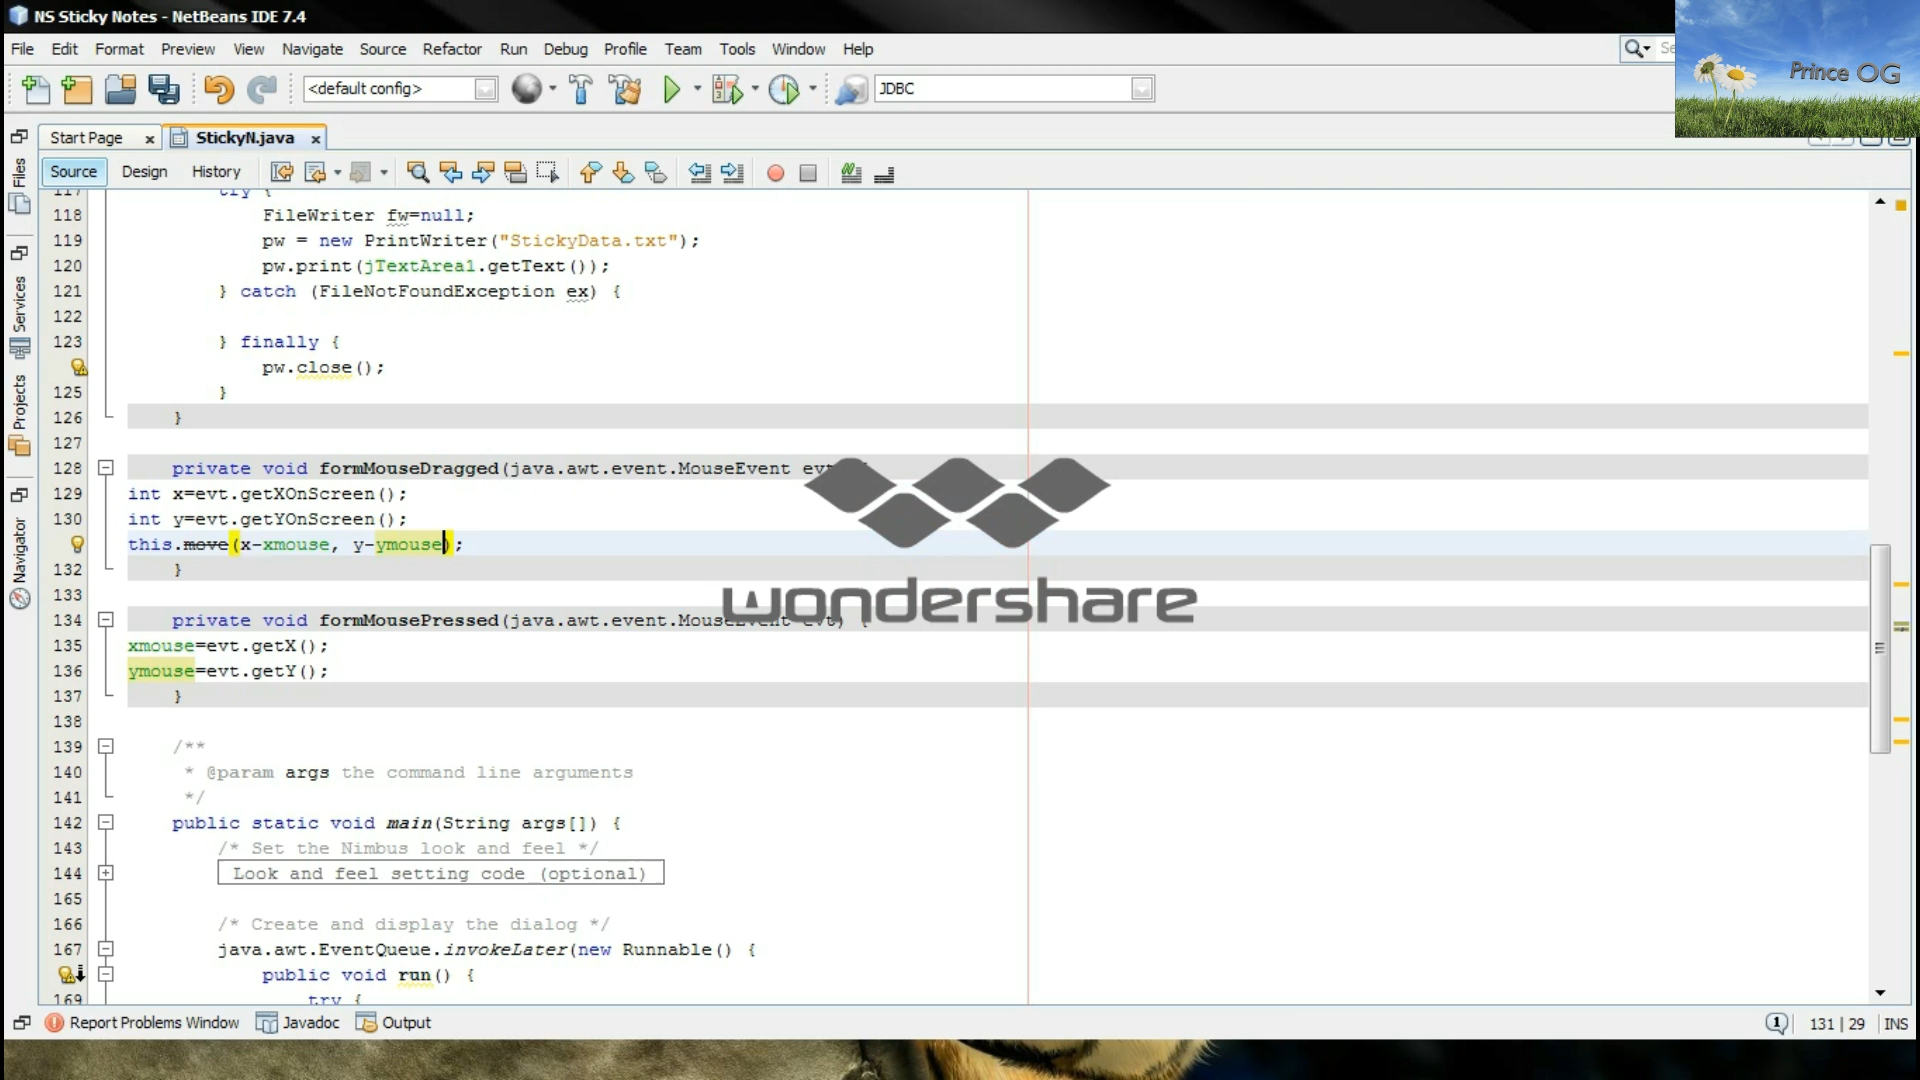 NS Sticky Notes - NetBeans IDE 7.4
File Edit Format Preview View Navigate Source Refactor Run Debug Profile Team Tools Window Help
Prince OG
<default config> JDBC
Start Page x StickyN.java x
Source Design History
Files
Services
Projects
Navigator
117 try {
118 FileWriter fw=null;
119 pw = new PrintWriter("StickyData.txt");
120 pw.print(jTextArea1.getText());
121 } catch (FileNotFoundException ex) {
122
123 } finally {
pw.close();
125 }
126 }
127
128 private void formMouseDragged(java.awt.event.MouseEvent evt) {
129 int x=evt.getXOnScreen();
130 int y=evt.getYOnScreen();
this.move(x-xmouse, y-ymouse);
132 }
133
134 private void formMousePressed(java.awt.event.MouseEvent evt) {
135 xmouse=evt.getX();
136 ymouse=evt.getY();
137 }
138
139 /**
140 * @param args the command line arguments
141 */
142 public static void main(String args[]) {
143 /* Set the Nimbus look and feel */
144 Look and feel setting code (optional)
165
166 /* Create and display the dialog */
167 java.awt.EventQueue.invokeLater(new Runnable() {
public void run() {
169 try {
wondershare
Report Problems Window Javadoc Output
1 131 | 29 INS